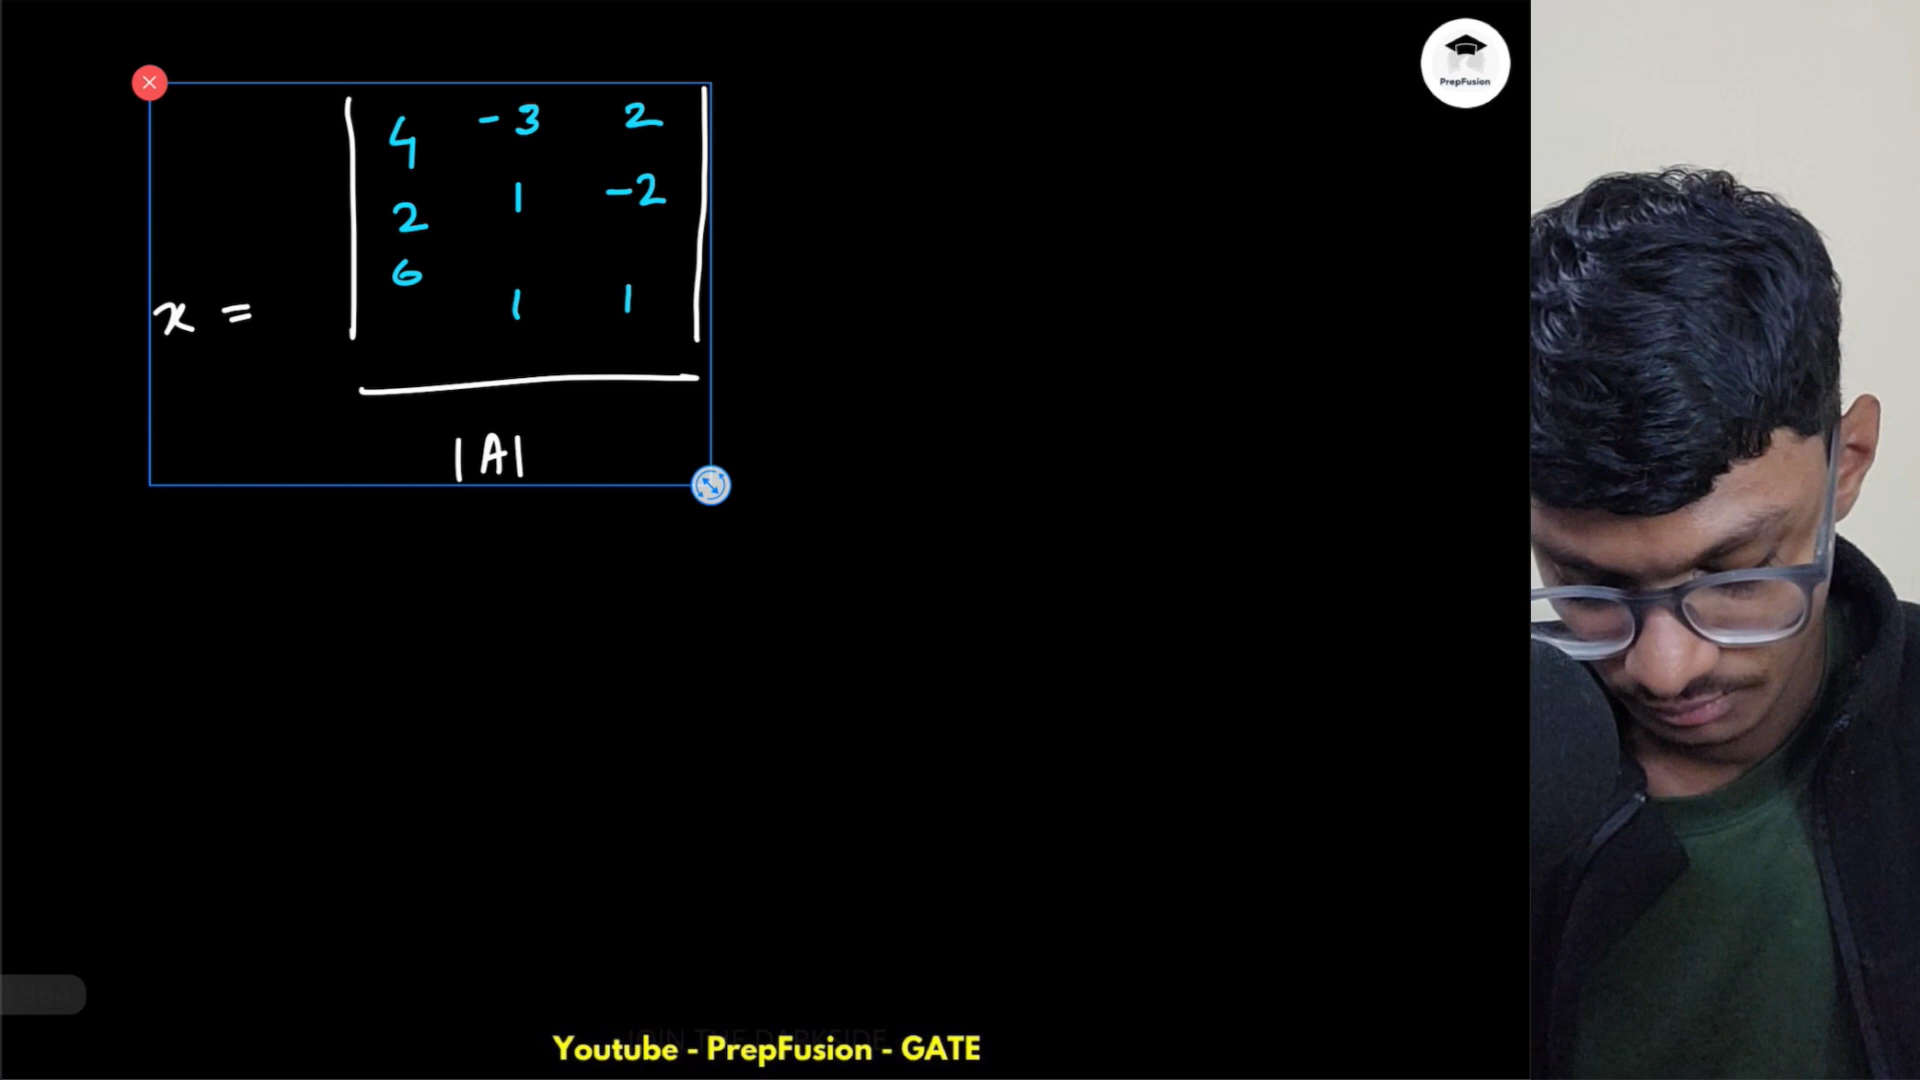 PrepFusion
4 -3 2
2 1 -2
6 1 1
x =
|A|
Youtube - PrepFusion - GATE